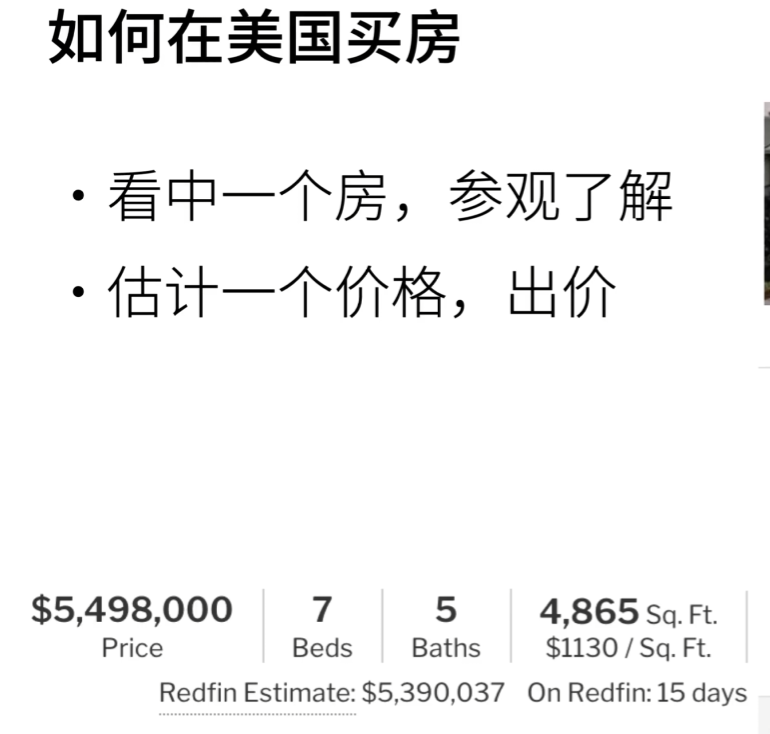 如何在美国买房
•看中一个房，参观了解
•估计一个价格，出价
$5,498,000 7 5 4,865 Sq. Ft.
Price Beds Baths $1130 / Sq. Ft.
Redfin Estimate: $5,390,037 On Redfin: 15 days